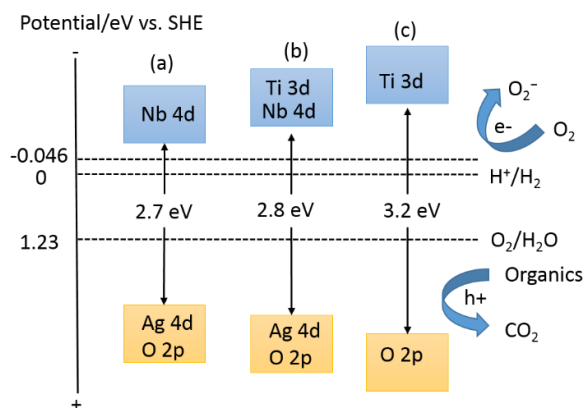 Potential/eV vs. SHE
-
(a)
(b)
(c)
Nb 4d
Ti 3d
Nb 4d
Ti 3d
O₂⁻
e-
O₂
-0.046
0
H⁺/H₂
2.7 eV
2.8 eV
3.2 eV
1.23
O₂/H₂O
Organics
h+
CO₂
Ag 4d
O 2p
Ag 4d
O 2p
O 2p
+